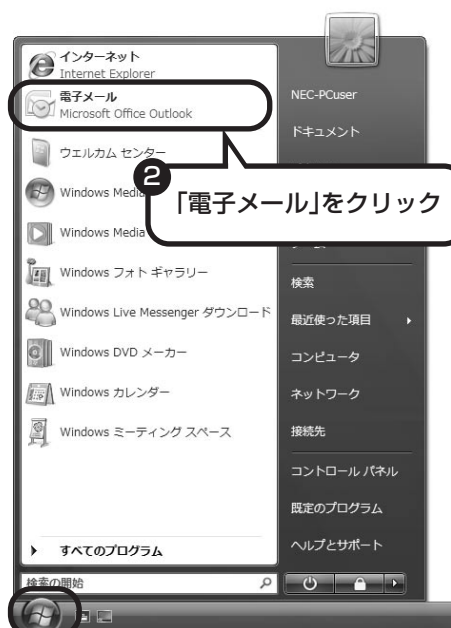 インターネット
Internet Explorer
電子メール
Microsoft Office Outlook
ウェルカム センター
Windows Media
Windows Media
Windows フォト ギャラリー
Windows Live Messenger ダウンロード
Windows DVD メーカー
Windows カレンダー
Windows ミーティング スペース
すべてのプログラム
検索の開始
NEC-PCuser
ドキュメント
❷
「電子メール」をクリック
検索
最近使った項目
コンピュータ
ネットワーク
接続先
コントロール パネル
既定のプログラム
ヘルプとサポート